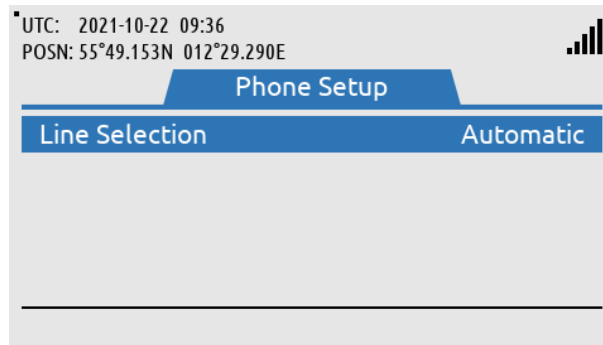 UTC: 2021-10-22 09:36
POSN: 55°49.153N 012°29.290E
Phone Setup
Line Selection Automatic